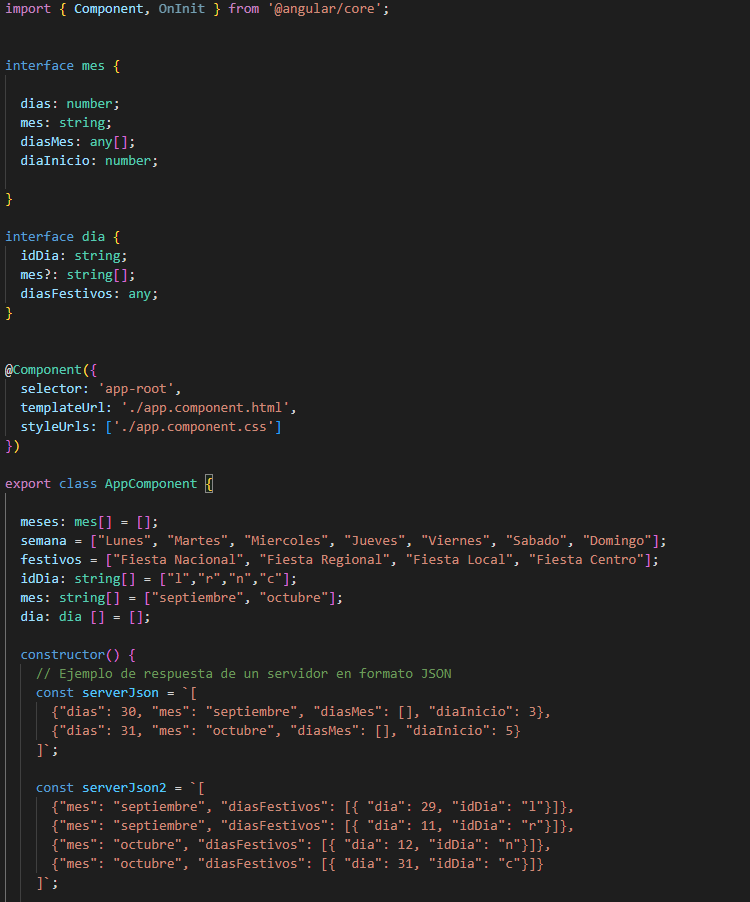 import { Component, OnInit } from '@angular/core';
interface mes {
dias: number;
mes: string;
diasMes: any[];
diaInicio: number;
}
interface dia {
idDia: string;
mes?: string[];
diasFestivos: any;
}
@Component({
selector: 'app-root',
templateUrl: './app.component.html',
styleUrls: ['./app.component.css']
})
export class AppComponent {
meses: mes[] = [];
semana = ["Lunes", "Martes", "Miercoles", "Jueves", "Viernes", "Sabado", "Domingo"];
festivos = ["Fiesta Nacional", "Fiesta Regional", "Fiesta Local", "Fiesta Centro"];
idDia: string[] = ["l","r","n","c"];
mes: string[] = ["septiembre", "octubre"];
dia: dia [] = [];
constructor() {
// Ejemplo de respuesta de un servidor en formato JSON
const serverJson = `[
{"dias": 30, "mes": "septiembre", "diasMes": [], "diaInicio": 3},
{"dias": 31, "mes": "octubre", "diasMes": [], "diaInicio": 5}
]`;
const serverJson2 = `[
{"mes": "septiembre", "diasFestivos": [{ "dia": 29, "idDia": "l"}]},
{"mes": "septiembre", "diasFestivos": [{ "dia": 11, "idDia": "r"}]},
{"mes": "octubre", "diasFestivos": [{ "dia": 12, "idDia": "n"}]},
{"mes": "octubre", "diasFestivos": [{ "dia": 31, "idDia": "c"}]}
]`;